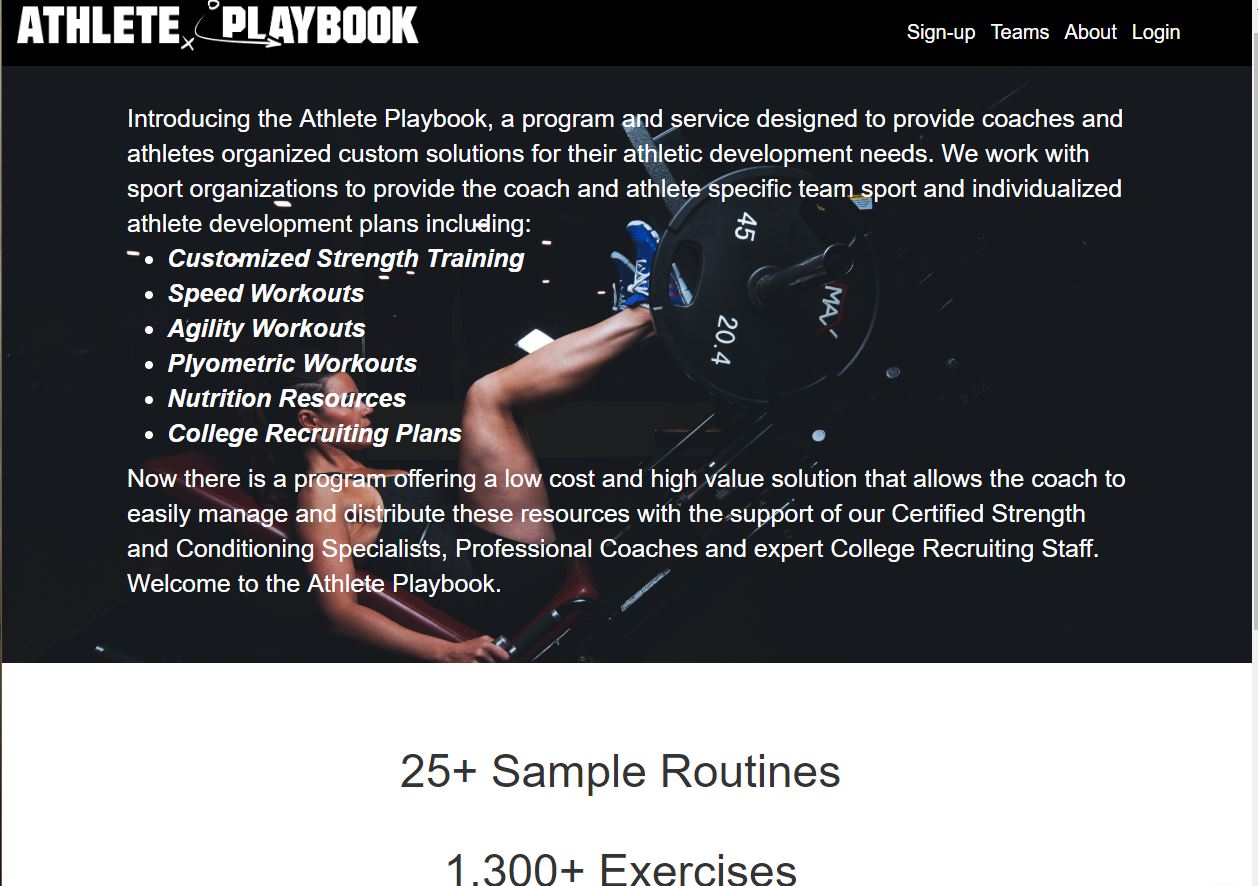 ATHLETE PLAYBOOK
Sign-up Teams About Login
Introducing the Athlete Playbook, a program and service designed to provide coaches and
athletes organized custom solutions for their athletic development needs. We work with
sport organizations to provide the coach and athlete specific team sport and individualized
athlete development plans including:
• Customized Strength Training
• Speed Workouts
• Agility Workouts
• Plyometric Workouts
• Nutrition Resources
• College Recruiting Plans
45
20.4
Now there is a program offering a low cost and high value solution that allows the coach to
easily manage and distribute these resources with the support of our Certified Strength
and Conditioning Specialists, Professional Coaches and expert College Recruiting Staff.
Welcome to the Athlete Playbook.
25+ Sample Routines
1,300+ Exercises